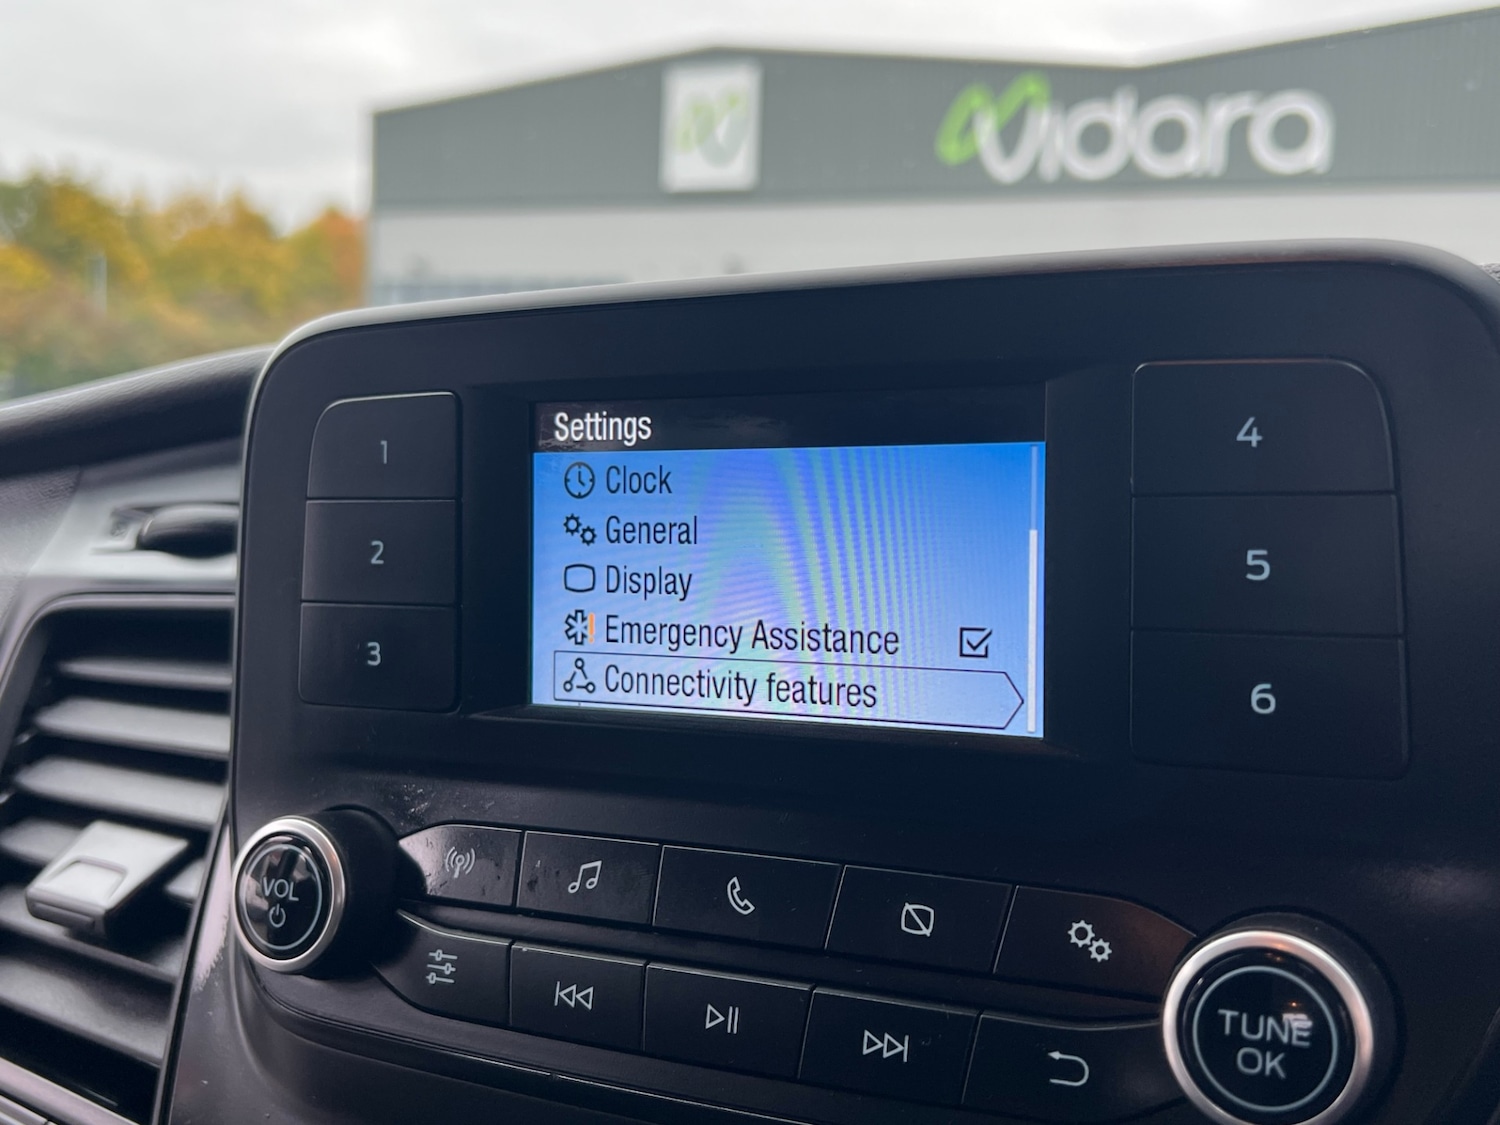 Vidara
Settings
Clock
General
Display
Emergency Assistance
Connectivity features
1
2
3
4
5
6
VOL
TUNE
OK